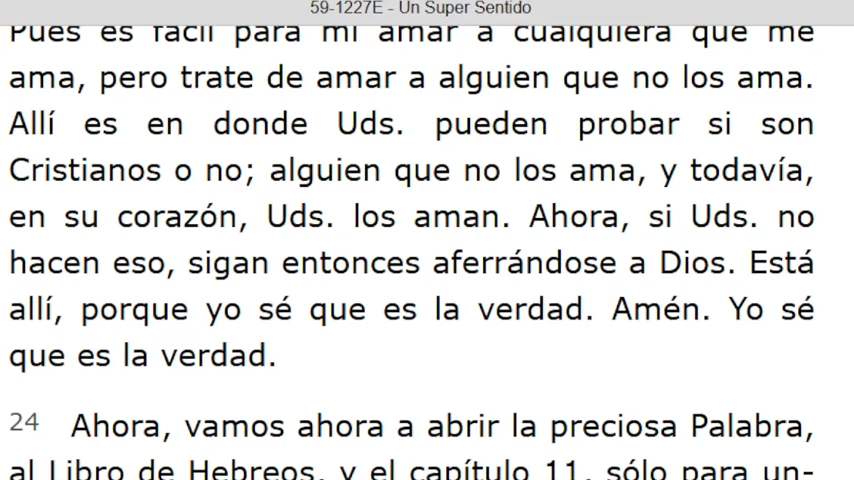 59-1227E - Un Super Sentido
Pues es fácil para mí amar a cualquiera que me
ama, pero trate de amar a alguien que no los ama.
Allí es en donde Uds. pueden probar si son
Cristianos o no; alguien que no los ama, y todavía,
en su corazón, Uds. los aman. Ahora, si Uds. no
hacen eso, sigan entonces aferrándose a Dios. Está
allí, porque yo sé que es la verdad. Amén. Yo sé
que es la verdad.
24 Ahora, vamos ahora a abrir la preciosa Palabra,
al Libro de Hebreos, y el capítulo 11, sólo para un-